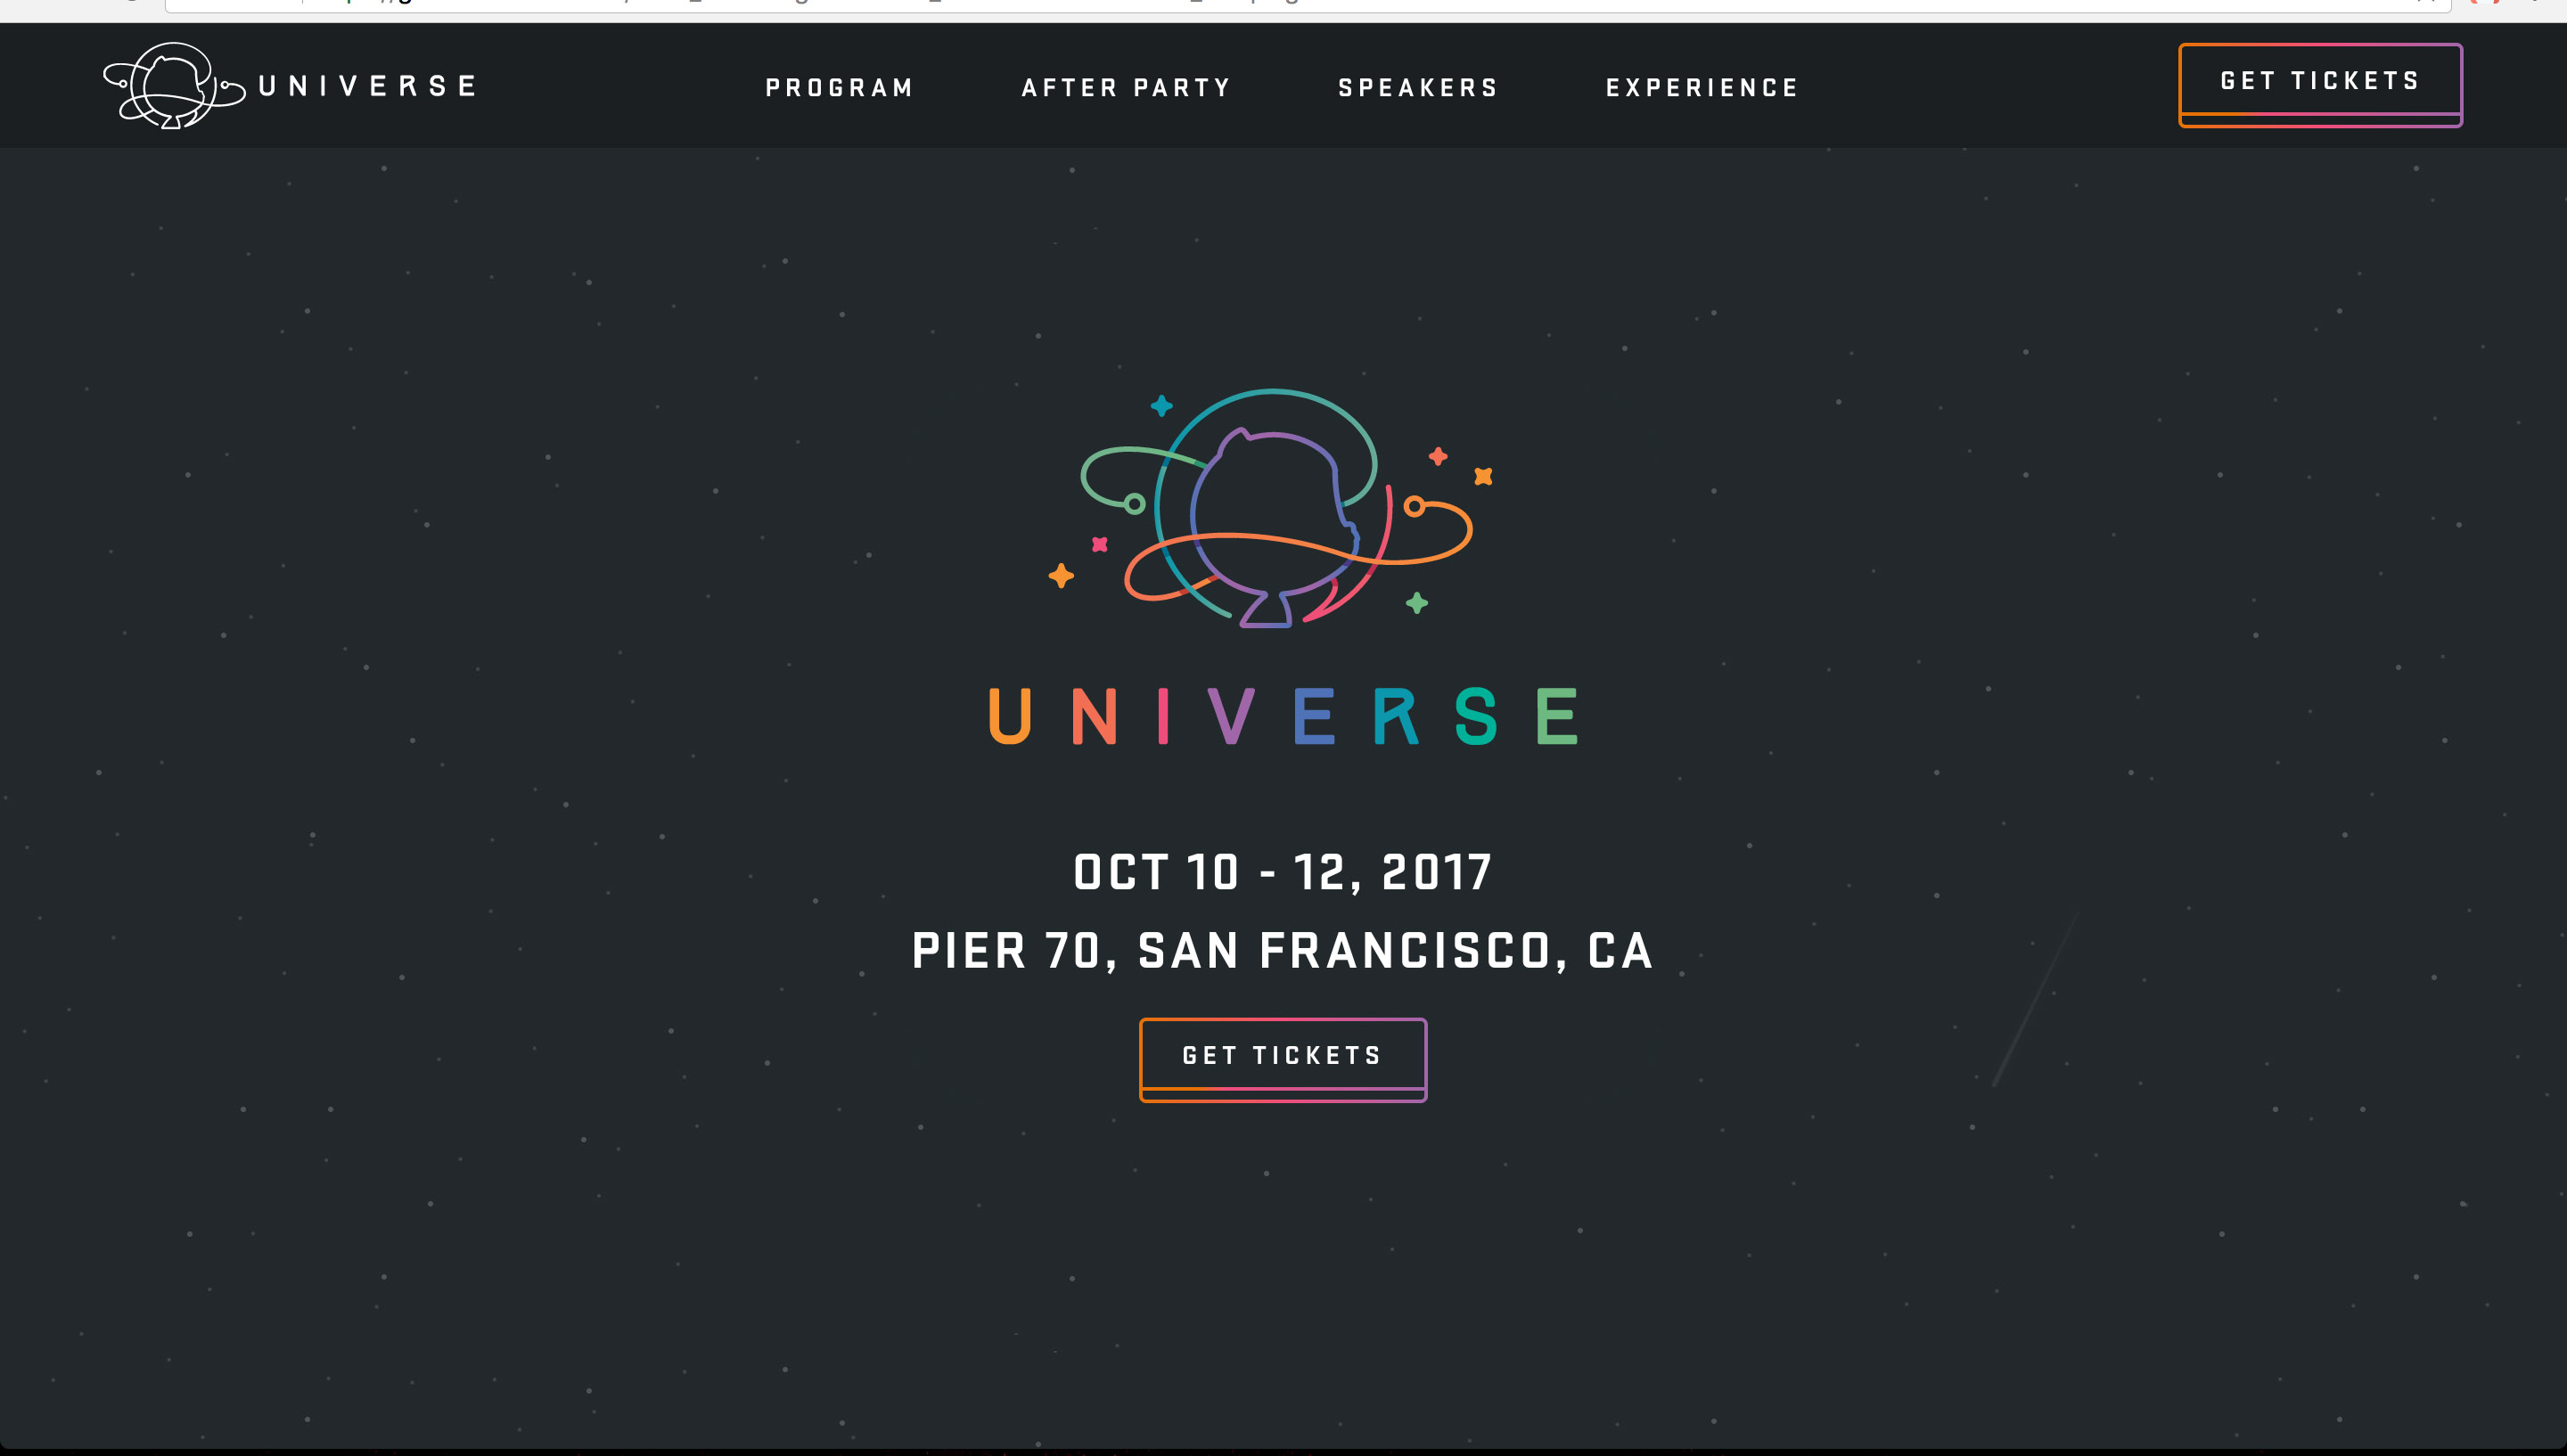 UNIVERSE
PROGRAM
AFTER PARTY
SPEAKERS
EXPERIENCE
GET TICKETS
UNIVERSE
OCT 10 - 12, 2017
PIER 70, SAN FRANCISCO, CA
GET TICKETS